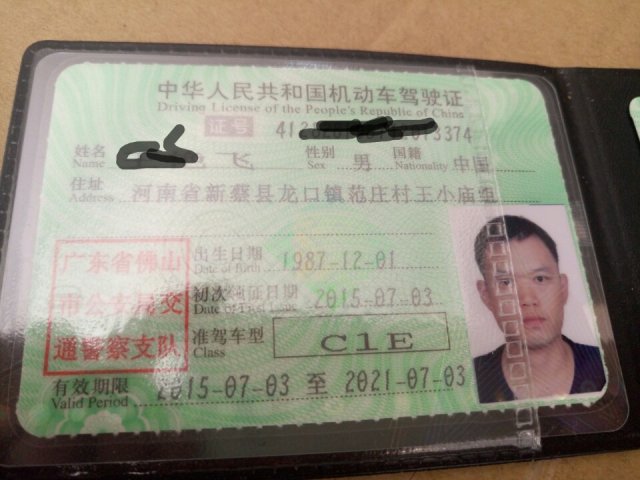 中华人民共和国机动车驾驶证
Driving License of the People's Republic of China
证号 41 3374
姓名 飞 性别 男 国籍 中国
Name Sex Nationality
住址 河南省新蔡县龙口镇范庄村王小庙
Address
出生日期 1987-12-01
Date of Birth
初次领证日期 2015-07-03
Date of First Issue
准驾车型 C1E
Class
广东省佛山
市公安局交
通警察支队
有效期限 2015-07-03 至 2021-07-03
Valid Period